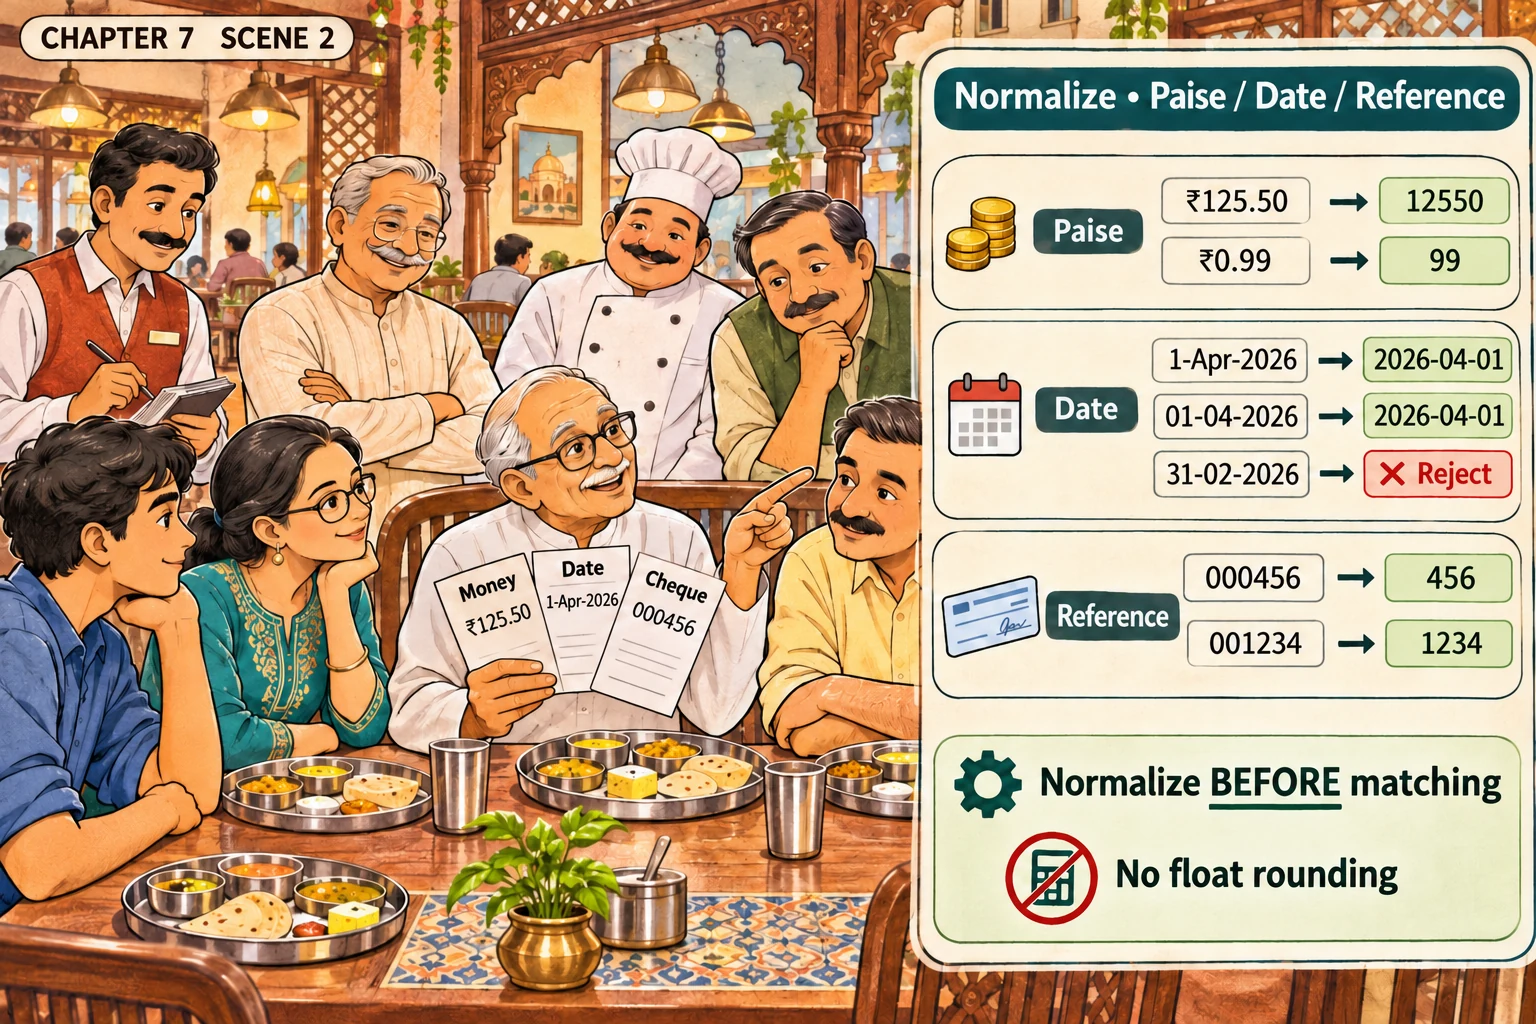 CHAPTER 7 SCENE 2
Normalize • Paise / Date / Reference
Paise
₹125.50 → 12550
₹0.99 → 99
Date
1-Apr-2026 → 2026-04-01
01-04-2026 → 2026-04-01
31-02-2026 → ✗ Reject
Reference
000456 → 456
001234 → 1234
Normalize BEFORE matching
No float rounding
Money
₹125.50
Date
1-Apr-2026
Cheque
000456